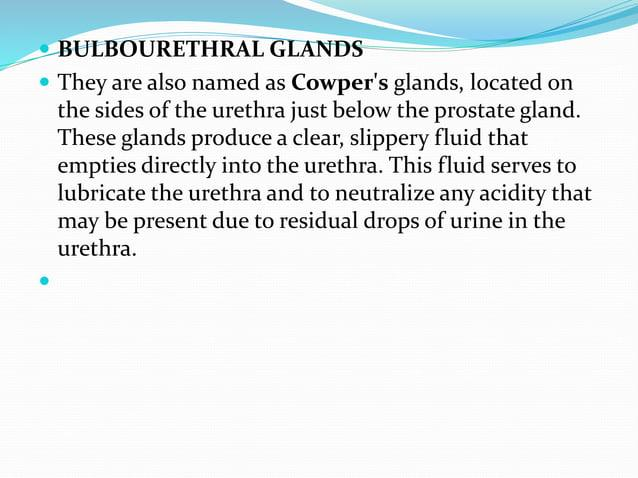 BULBOURETHRAL GLANDS
They are also named as Cowper's glands, located on
the sides of the urethra just below the prostate gland.
These glands produce a clear, slippery fluid that
empties directly into the urethra. This fluid serves to
lubricate the urethra and to neutralize any acidity that
may be present due to residual drops of urine in the
urethra.